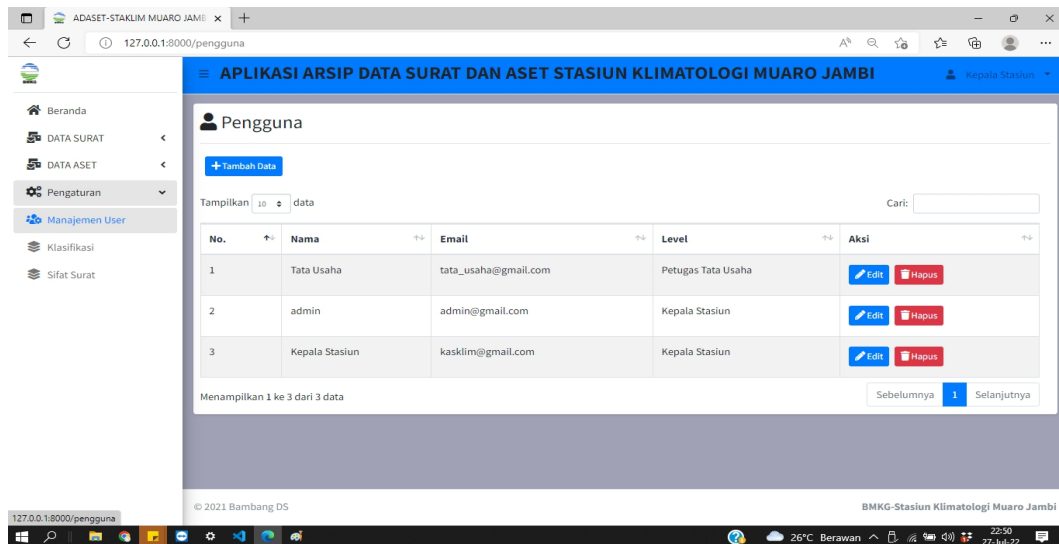 ADASET-STAKLIM MUARO JAMB
127.0.0.1:8000/pengguna
BMKG
APLIKASI ARSIP DATA SURAT DAN ASET STASIUN KLIMATOLOGI MUARO JAMBI
Kepala Stasiun
Beranda
DATA SURAT
DATA ASET
Pengaturan
Manajemen User
Klasifikasi
Sifat Surat
Pengguna
+Tambah Data
Tampilkan 10 data
Cari:
No. Nama Email Level Aksi
1 Tata Usaha tata_usaha@gmail.com Petugas Tata Usaha Edit Hapus
2 admin admin@gmail.com Kepala Stasiun Edit Hapus
3 Kepala Stasiun kasklim@gmail.com Kepala Stasiun Edit Hapus
Menampilkan 1 ke 3 dari 3 data
Sebelumnya 1 Selanjutnya
© 2021 Bambang DS
BMKG-Stasiun Klimatologi Muaro Jambi
127.0.0.1:8000/pengguna
26°C Berawan
22:50
27-Jul-22